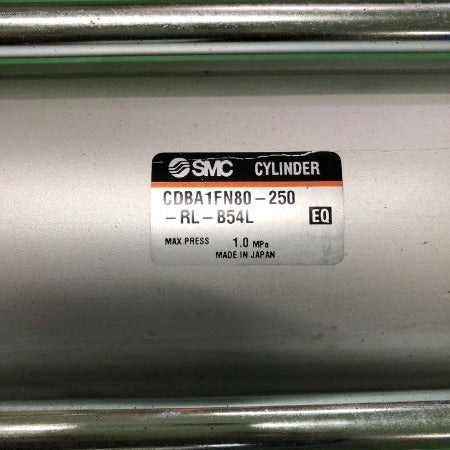 SMC CYLINDER
CDBA1FN80-250
-RL-B54L EQ
MAX.PRESS 1.0 MPa
MADE IN JAPAN